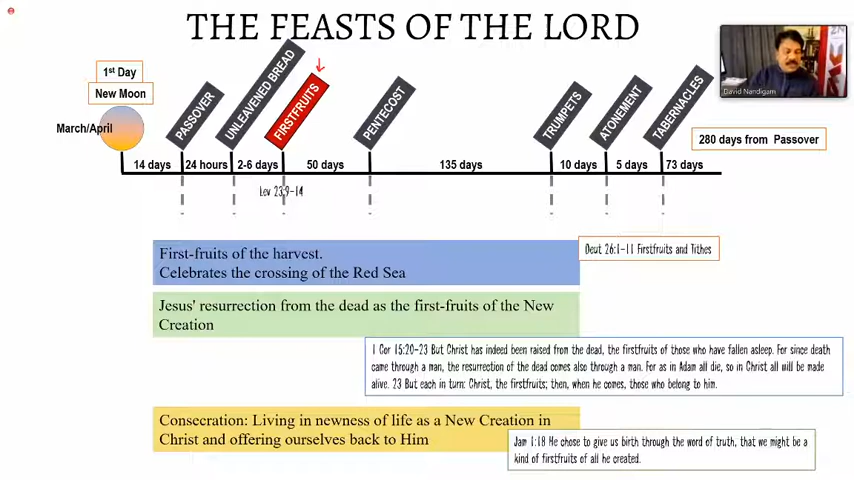 THE FEASTS OF THE LORD
1st Day
New Moon
March/April
PASSOVER
UNLEAVENED BREAD
FIRSTFRUITS
PENTECOST
TRUMPETS
ATONEMENT
TABERNACLES
David Nandigam
280 days from Passover
14 days
24 hours
2-6 days
50 days
135 days
10 days
5 days
73 days
Lev 23:9-14
First-fruits of the harvest.
Celebrates the crossing of the Red Sea
Deut 26:1-11 Firstfruits and Tithes
Jesus' resurrection from the dead as the first-fruits of the New
Creation
1 Cor 15:20-23 But Christ has indeed been raised from the dead, the firstfruits of those who have fallen asleep. For since death
came through a man, the resurrection of the dead comes also through a man. For as in Adam all die, so in Christ all will be made
alive. 23 But each in turn: Christ, the firstfruits; then, when he comes, those who belong to him.
Consecration: Living in newness of life as a New Creation in
Christ and offering ourselves back to Him
Jam 1:18 He chose to give us birth through the word of truth, that we might be a
kind of firstfruits of all he created.